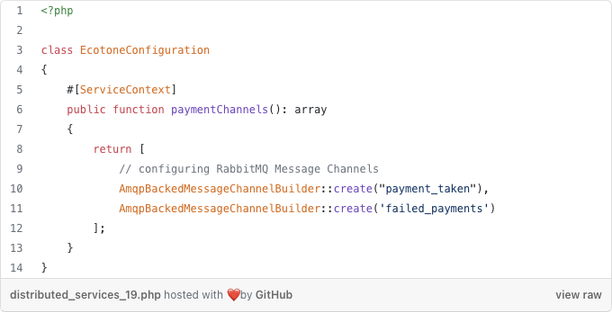 1 <?php
2
3 class EcotoneConfiguration
4 {
5     #[ServiceContext]
6     public function paymentChannels(): array
7     {
8         return [
9             // configuring RabbitMQ Message Channels
10             AmqpBackedMessageChannelBuilder::create("payment_taken"),
11             AmqpBackedMessageChannelBuilder::create('failed_payments')
12         ];
13     }
14 }
distributed_services_19.php hosted with ❤️by GitHub view raw